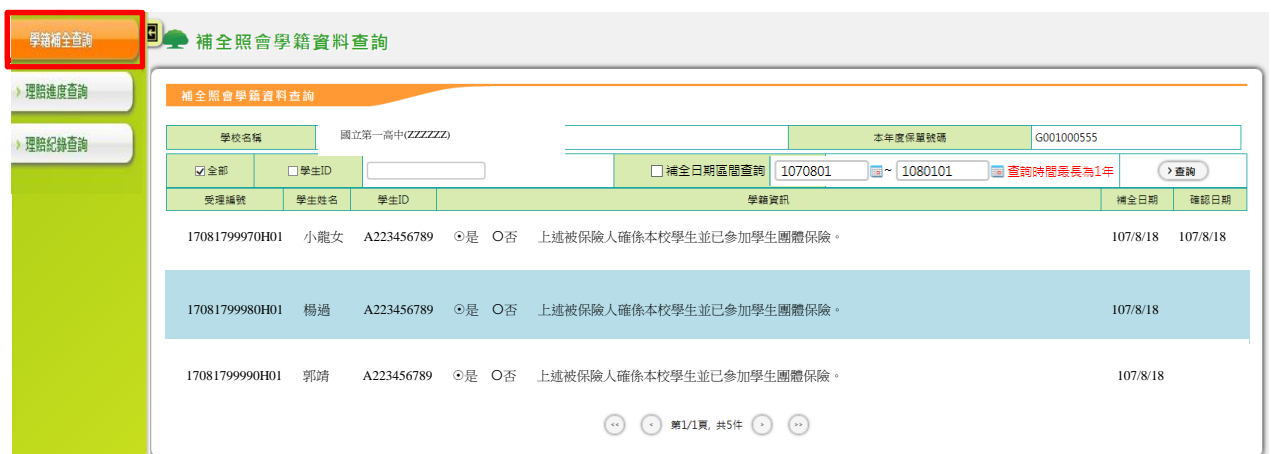 學籍補全查詢
理賠進度查詢
理賠紀錄查詢
補全照會學籍資料查詢
補全照會學籍資料查詢
學校名稱 國立第一高中(ZZZZZZ) 本年度保單號碼 G001000555
全部 學生ID 補全日期區間查詢 1070801 ~ 1080101 查詢時間最長為1年 查詢
受理編號 學生姓名 學生ID 學籍資訊 補全日期 確認日期
17081799970H01 小龍女 A223456789 是 否 上述被保險人確係本校學生並已參加學生團體保險。 107/8/18 107/8/18
17081799980H01 楊過 A223456789 是 否 上述被保險人確係本校學生並已參加學生團體保險。 107/8/18
17081799990H01 郭靖 A223456789 是 否 上述被保險人確係本校學生並已參加學生團體保險。 107/8/18
第1/1頁, 共5件